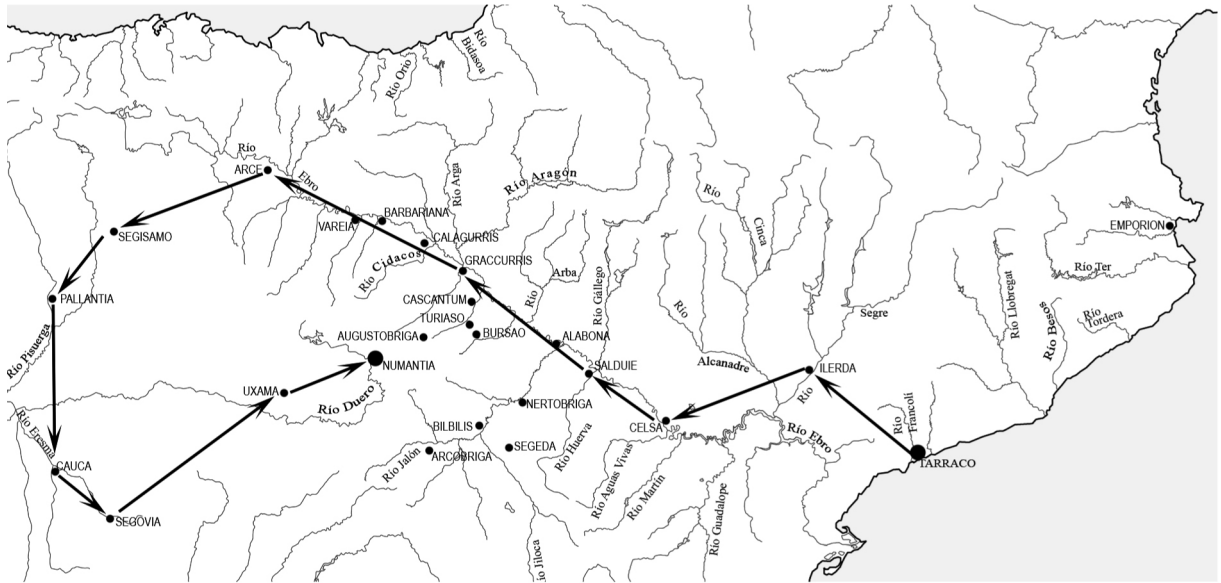 Río
Bidasoa
Río Orio
Río
ARCE
Ebro
Río Arga
Río Aragón
Río
Cinca
BARBARIANA
VAREIA
CALAGURRIS
EMPORION
SEGISAMO
Río Cidacos
GRACCURRIS
Arba
Río
Río Gállego
Río Ter
PALLANTIA
CASCANTUM
TURIASO
BURSAO
AUGUSTOBRIGA
Río
Segre
Río Llobregat
Río Besos
Río
Tordera
Río Pisuerga
ALABONA
NUMANTIA
SALDUIE
Alcanadre
ILERDA
Río
UXAMA
Río Duero
NERTOBRIGA
Río
Francolí
Río Eresma
BILBILIS
CELSA
Río Ebro
SEGEDA
ARCOBRIGA
Río Huerva
TARRACO
CAUCA
Río Jalón
Río Aguas Vivas
Río Martín
Río Guadalope
SEGOVIA
ío Jiloca